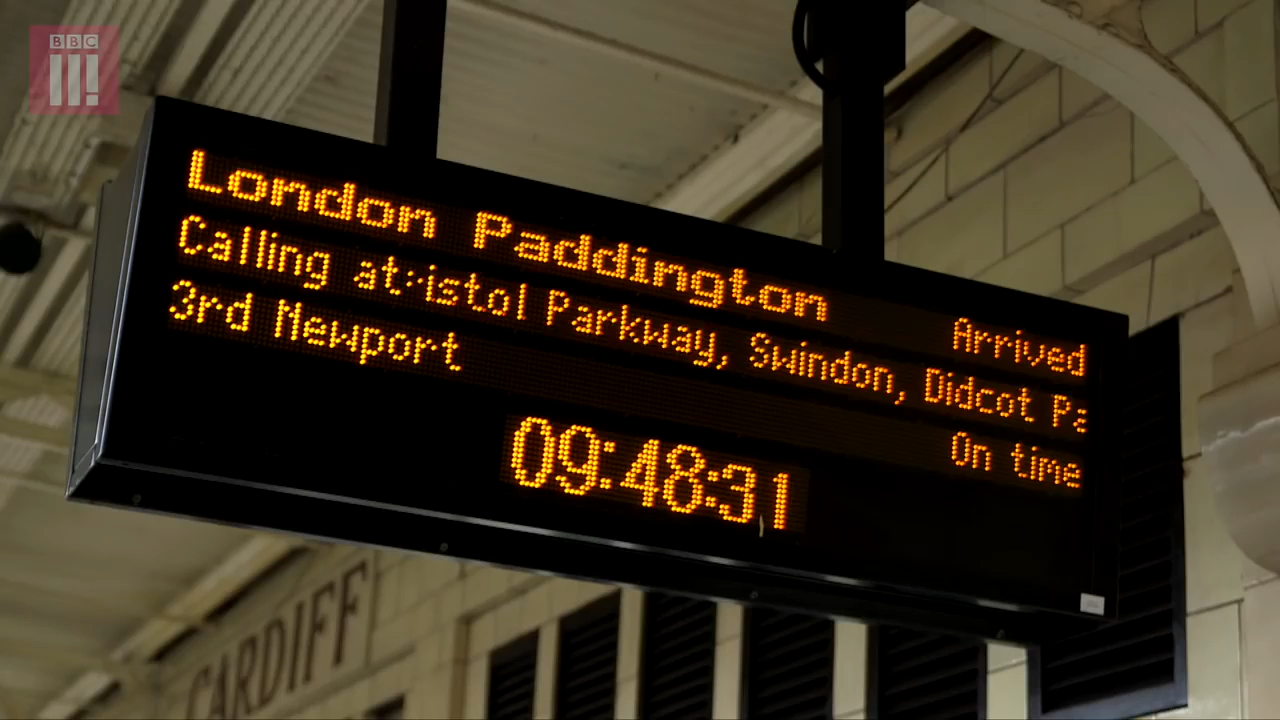 BBC
III!
London Paddington
Arrived
Calling at:istol Parkway, Swindon, Didcot Pa
3rd Newport
On time
09:48:31
CARDIFF